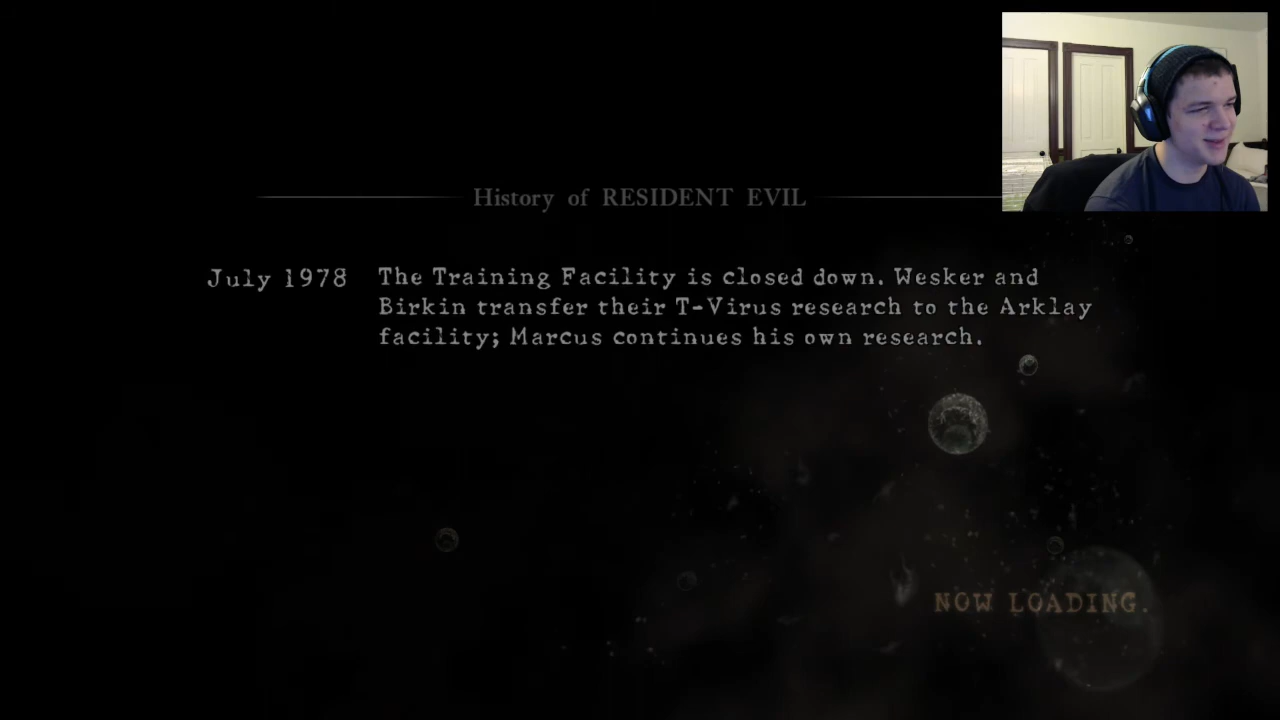 History of RESIDENT EVIL
July 1978 The Training Facility is closed down. Wesker and
Birkin transfer their T-Virus research to the Arklay
facility; Marcus continues his own research.
NOW LOADING.